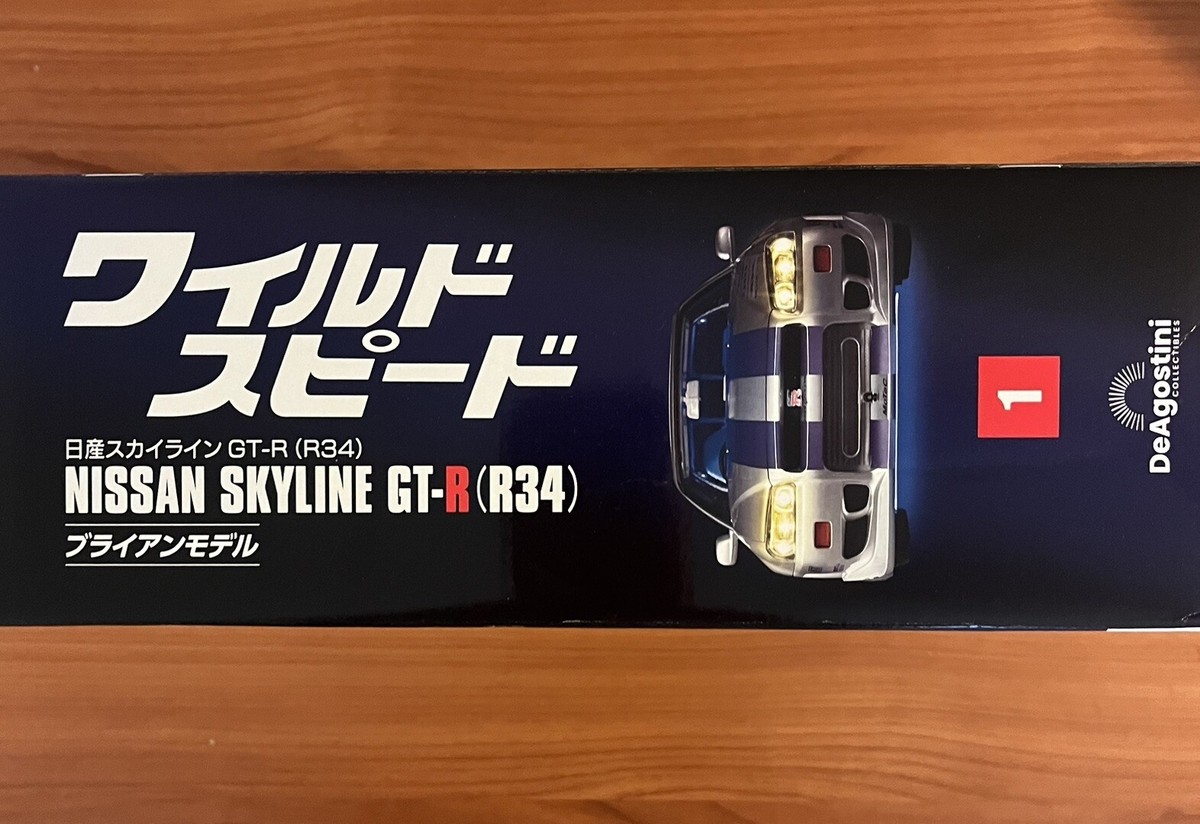 ワイルド
スピード
日産スカイライン GT-R (R34)
NISSAN SKYLINE GT-R (R34)
ブライアンモデル
1
DeAgostini
COLLECTIBLES